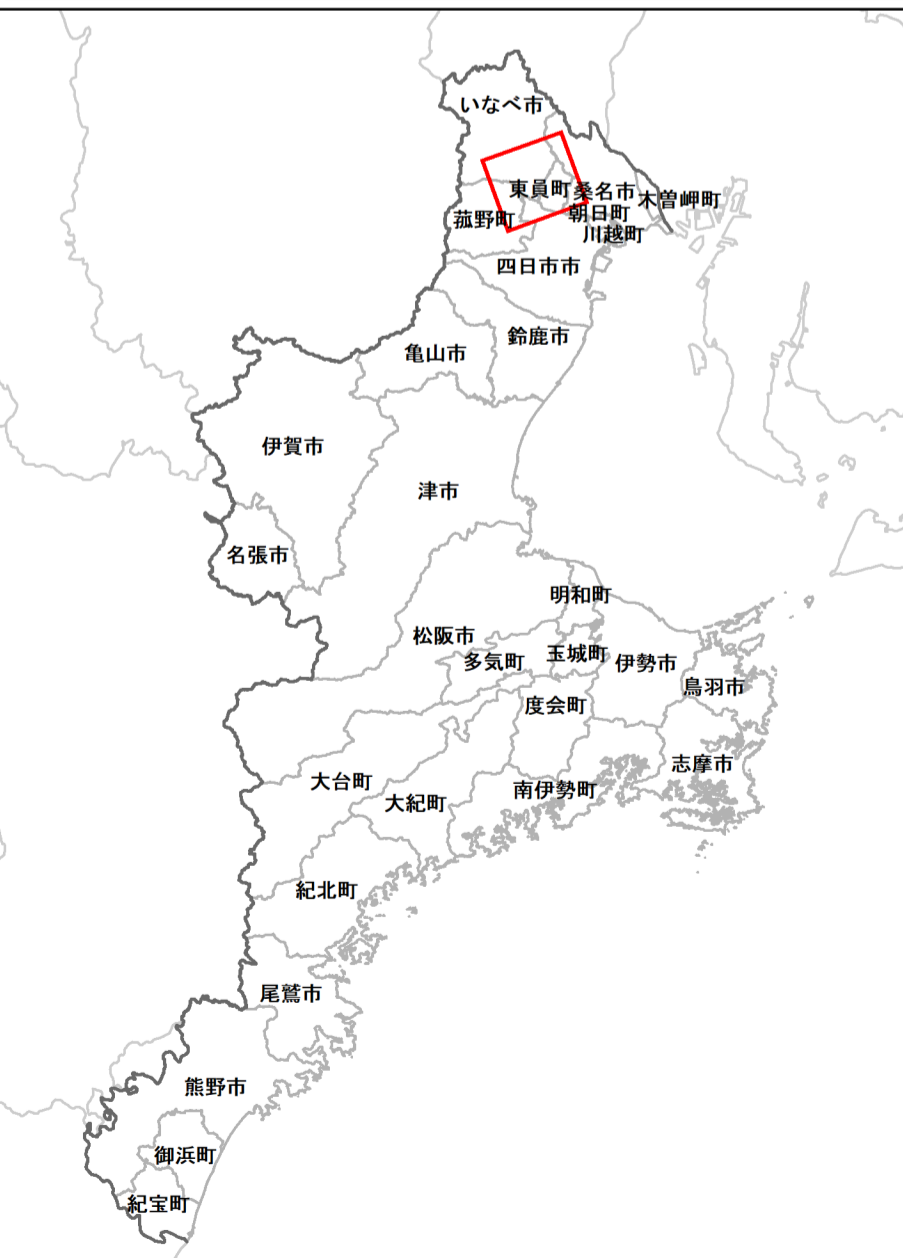 いなべ市
東員町
桑名市
木曽岬町
菰野町
朝日町
川越町
四日市市
鈴鹿市
亀山市
伊賀市
津市
名張市
明和町
松阪市
多気町
玉城町
伊勢市
鳥羽市
度会町
志摩市
大台町
南伊勢町
大紀町
紀北町
尾鷲市
熊野市
御浜町
紀宝町